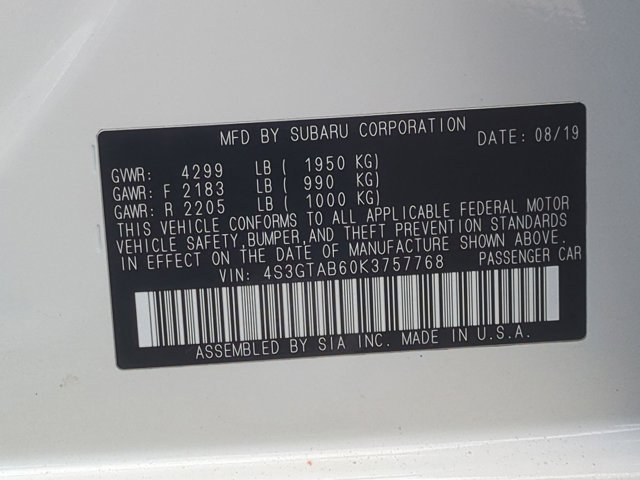 MFD BY SUBARU CORPORATION DATE: 08/19
GVWR: 4299 LB ( 1950 KG)
GAWR: F 2183 LB ( 990 KG)
GAWR: R 2205 LB ( 1000 KG)
THIS VEHICLE CONFORMS TO ALL APPLICABLE FEDERAL MOTOR
VEHICLE SAFETY, BUMPER, AND THEFT PREVENTION STANDARDS
IN EFFECT ON THE DATE OF MANUFACTURE SHOWN ABOVE.
VIN: 4S3GTAB60K3757768 PASSENGER CAR
ASSEMBLED BY SIA INC. MADE IN U.S.A.